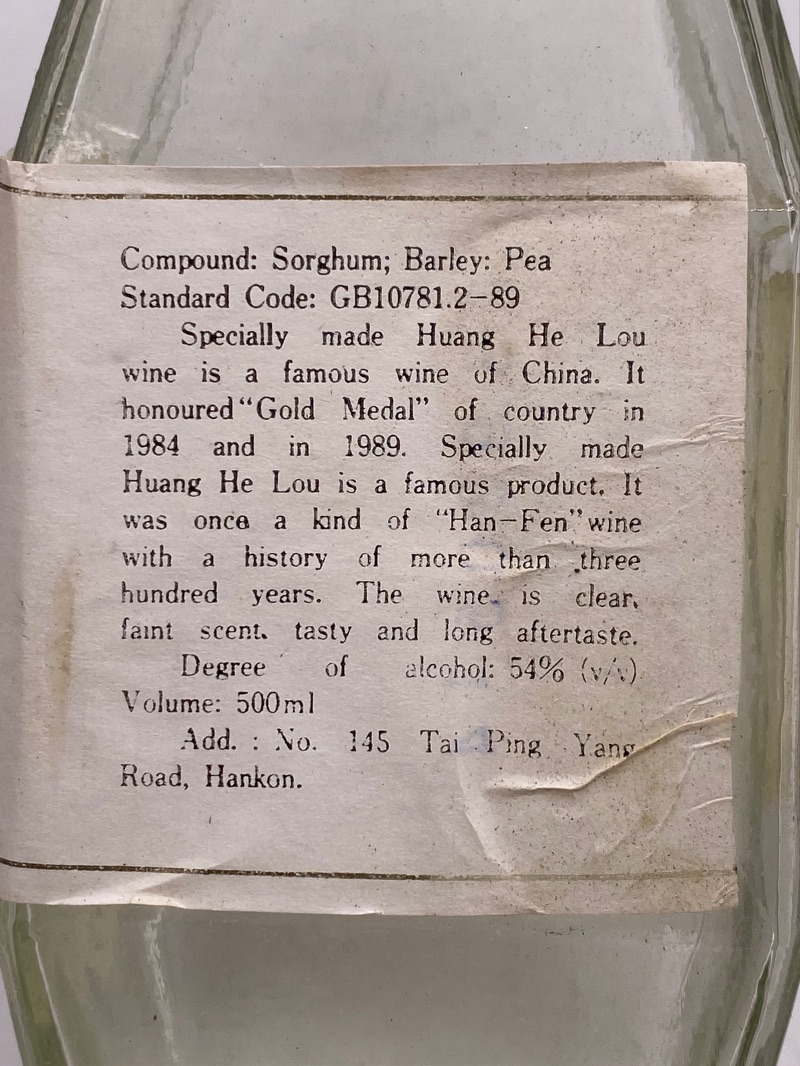 Compound: Sorghum; Barley: Pea
Standard Code: GB10781.2-89
Specially made Huang He Lou
wine is a famous wine of China. It
honoured "Gold Medal" of country in
1984 and in 1989. Specially made
Huang He Lou is a famous product. It
was once a kind of "Han-Fen" wine
with a history of more than three
hundred years. The wine is clear,
faint scent, tasty and long aftertaste.
Degree of alcohol: 54% (v/v)
Volume: 500ml
Add. : No. 145 Tai Ping Yang
Road, Hankon.